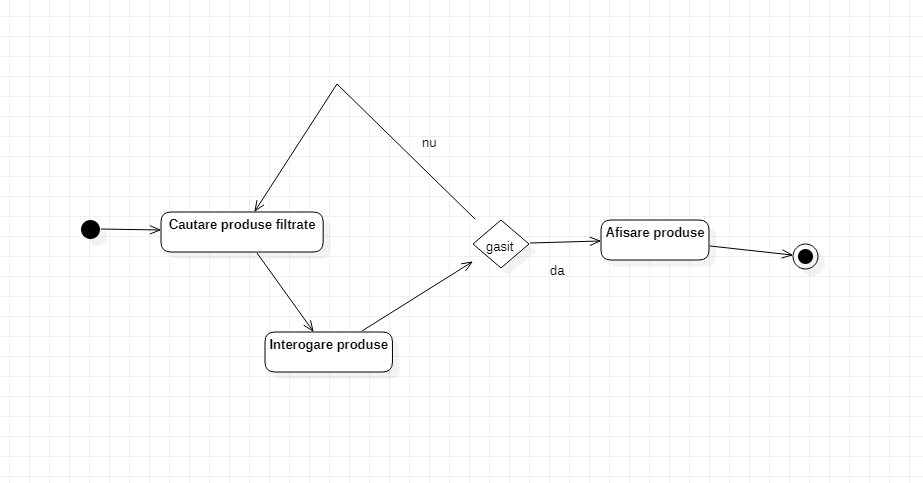 nu
Cautare produse filtrate
gasit
Afisare produse
da
Interogare produse